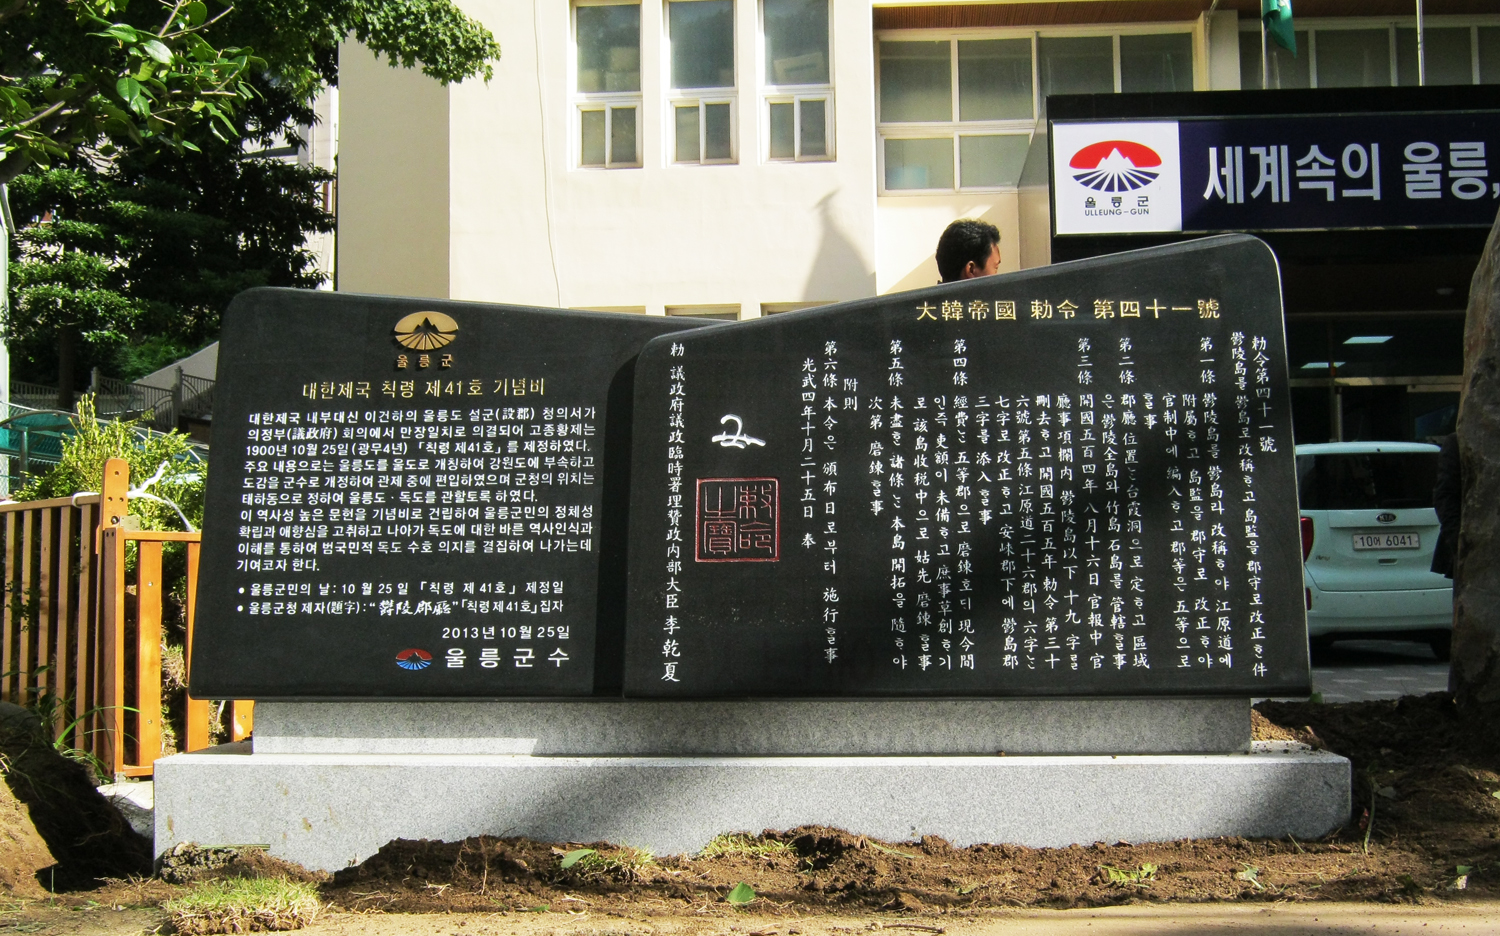 울릉군
ULLEUNG-GUN
세계속의 울릉,
울릉군
대한제국 칙령 제41호 기념비
대한제국 내부대신 이건하의 울릉도 설군(設郡) 청의서가
의정부(議政府) 회의에서 만장일치로 의결되어 고종황제는
1900년 10월 25일(광무4년) 「칙령 제41호」를 제정하였다.
주요 내용으로는 울릉도를 울도로 개칭하여 강원도에 부속하고
도감을 군수로 개정하여 관제 중에 편입하였으며 군청의 위치는
태하동으로 정하여 울릉도·독도를 관할토록 하였다.
이 역사성 높은 문헌을 기념비로 건립하여 울릉군민의 정체성
확립과 애향심을 고취하고 나아가 독도에 대한 바른 역사인식과
이해를 통하여 범국민적 독도 수호 의지를 결집하여 나가는데
기여코자 한다.
• 울릉군민의 날 : 10월 25일 「칙령 제41호」 제정일
• 울릉군청 제자(題字) : "鬱陵郡廳" 「칙령 제41호」 집자
2013년 10월 25일
울릉군수
大韓帝國 勅令 第四十一號
勅令第四十一號
鬱陵島를 鬱島로 改稱ᄒᆞ고 島監을 郡守로 改正ᄒᆞᆫ 件
第一條 鬱陵島를 鬱島라 改稱ᄒᆞ야 江原道에
附屬ᄒᆞ고 島監을 郡守로 改正ᄒᆞ야
官制中에 編入ᄒᆞ고 郡等은 五等으로
ᄒᆞᆯ事
第二條 郡廳位置ᄂᆞᆫ 台霞洞으로 定ᄒᆞ고 區域
은 鬱陵全島와 竹島石島를 管轄ᄒᆞᆯ事
第三條 開國五百四年八月十六日官報中官
廳事項欄內 鬱陵島以下十九字를
刪去ᄒᆞ고 開國五百五年勅令第三十
六號第五條江原道二十六郡의 六字ᄂᆞᆫ
七字로 改正ᄒᆞ고 安峽郡下에 鬱島郡
三字를 添入ᄒᆞᆯ事
第四條 經費ᄂᆞᆫ 五等郡으로 磨鍊호ᄃᆡ 現今間
인즉 吏額이 未備ᄒᆞ고 庶事草創ᄒᆞ기
로 該島收稅中으로 姑先磨鍊ᄒᆞᆯ事
第五條 未盡ᄒᆞᆫ 諸條ᄂᆞᆫ 本島開拓을 隨ᄒᆞ야
次第 磨鍊ᄒᆞᆯ事
附則
第六條 本令은 頒布日로부터 施行ᄒᆞᆯ事
光武四年十月二十五日 奉
勅令之寶
勅 議政府議政臨時署理贊政內部大臣 李乾夏
10어 6041